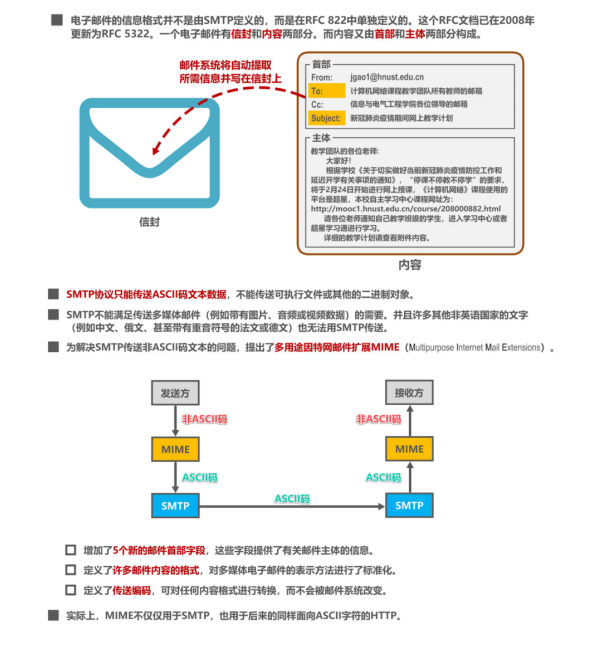 电子邮件的信息格式并不是由SMTP定义的，而是在RFC 822中单独定义的。这个RFC文档已在2008年
更新为RFC 5322。一个电子邮件有信封和内容两部分。而内容又由首部和主体两部分构成。
邮件系统将自动提取
所需信息并写在信封上
信封
首部
From: jgao1@hnust.edu.cn
To: 计算机网络课程教学团队所有教师的邮箱
Cc: 信息与电气工程学院各位领导的邮箱
Subject: 新冠肺炎疫情期间网上教学计划
主体
教学团队的各位老师:
大家好!
根据学校《关于切实做好当前新冠肺炎疫情防控工作和
延迟开学有关事项的通知》，“停课不停教不停学”的要求，
将于2月24日开始进行网上授课，《计算机网络》课程使用的
平台是超星，本校自主学习中心课程网址为:
http://mooc1.hnust.edu.cn/course/208000882.html
请各位老师通知自己教学班级的学生，进入学习中心或者
超星学习通进行学习。
详细的教学计划请查看附件内容。
内容
SMTP协议只能传送ASCII码文本数据，不能传送可执行文件或其他的二进制对象。
SMTP不能满足传送多媒体邮件（例如带有图片、音频或视频数据）的需要。并且许多其他非英语国家的文字
（例如中文、俄文、甚至带有重音符号的法文或德文）也无法用SMTP传送。
为解决SMTP传送非ASCII码文本的问题，提出了多用途因特网邮件扩展MIME（Multipurpose Internet Mail Extensions）。
发送方
接收方
非ASCII码
非ASCII码
MIME
MIME
ASCII码
ASCII码
SMTP
ASCII码
SMTP
增加了5个新的邮件首部字段，这些字段提供了有关邮件主体的信息。
定义了许多邮件内容的格式，对多媒体电子邮件的表示方法进行了标准化。
定义了传送编码，可对任何内容格式进行转换，而不会被邮件系统改变。
实际上，MIME不仅仅用于SMTP，也用于后来的同样面向ASCII字符的HTTP。